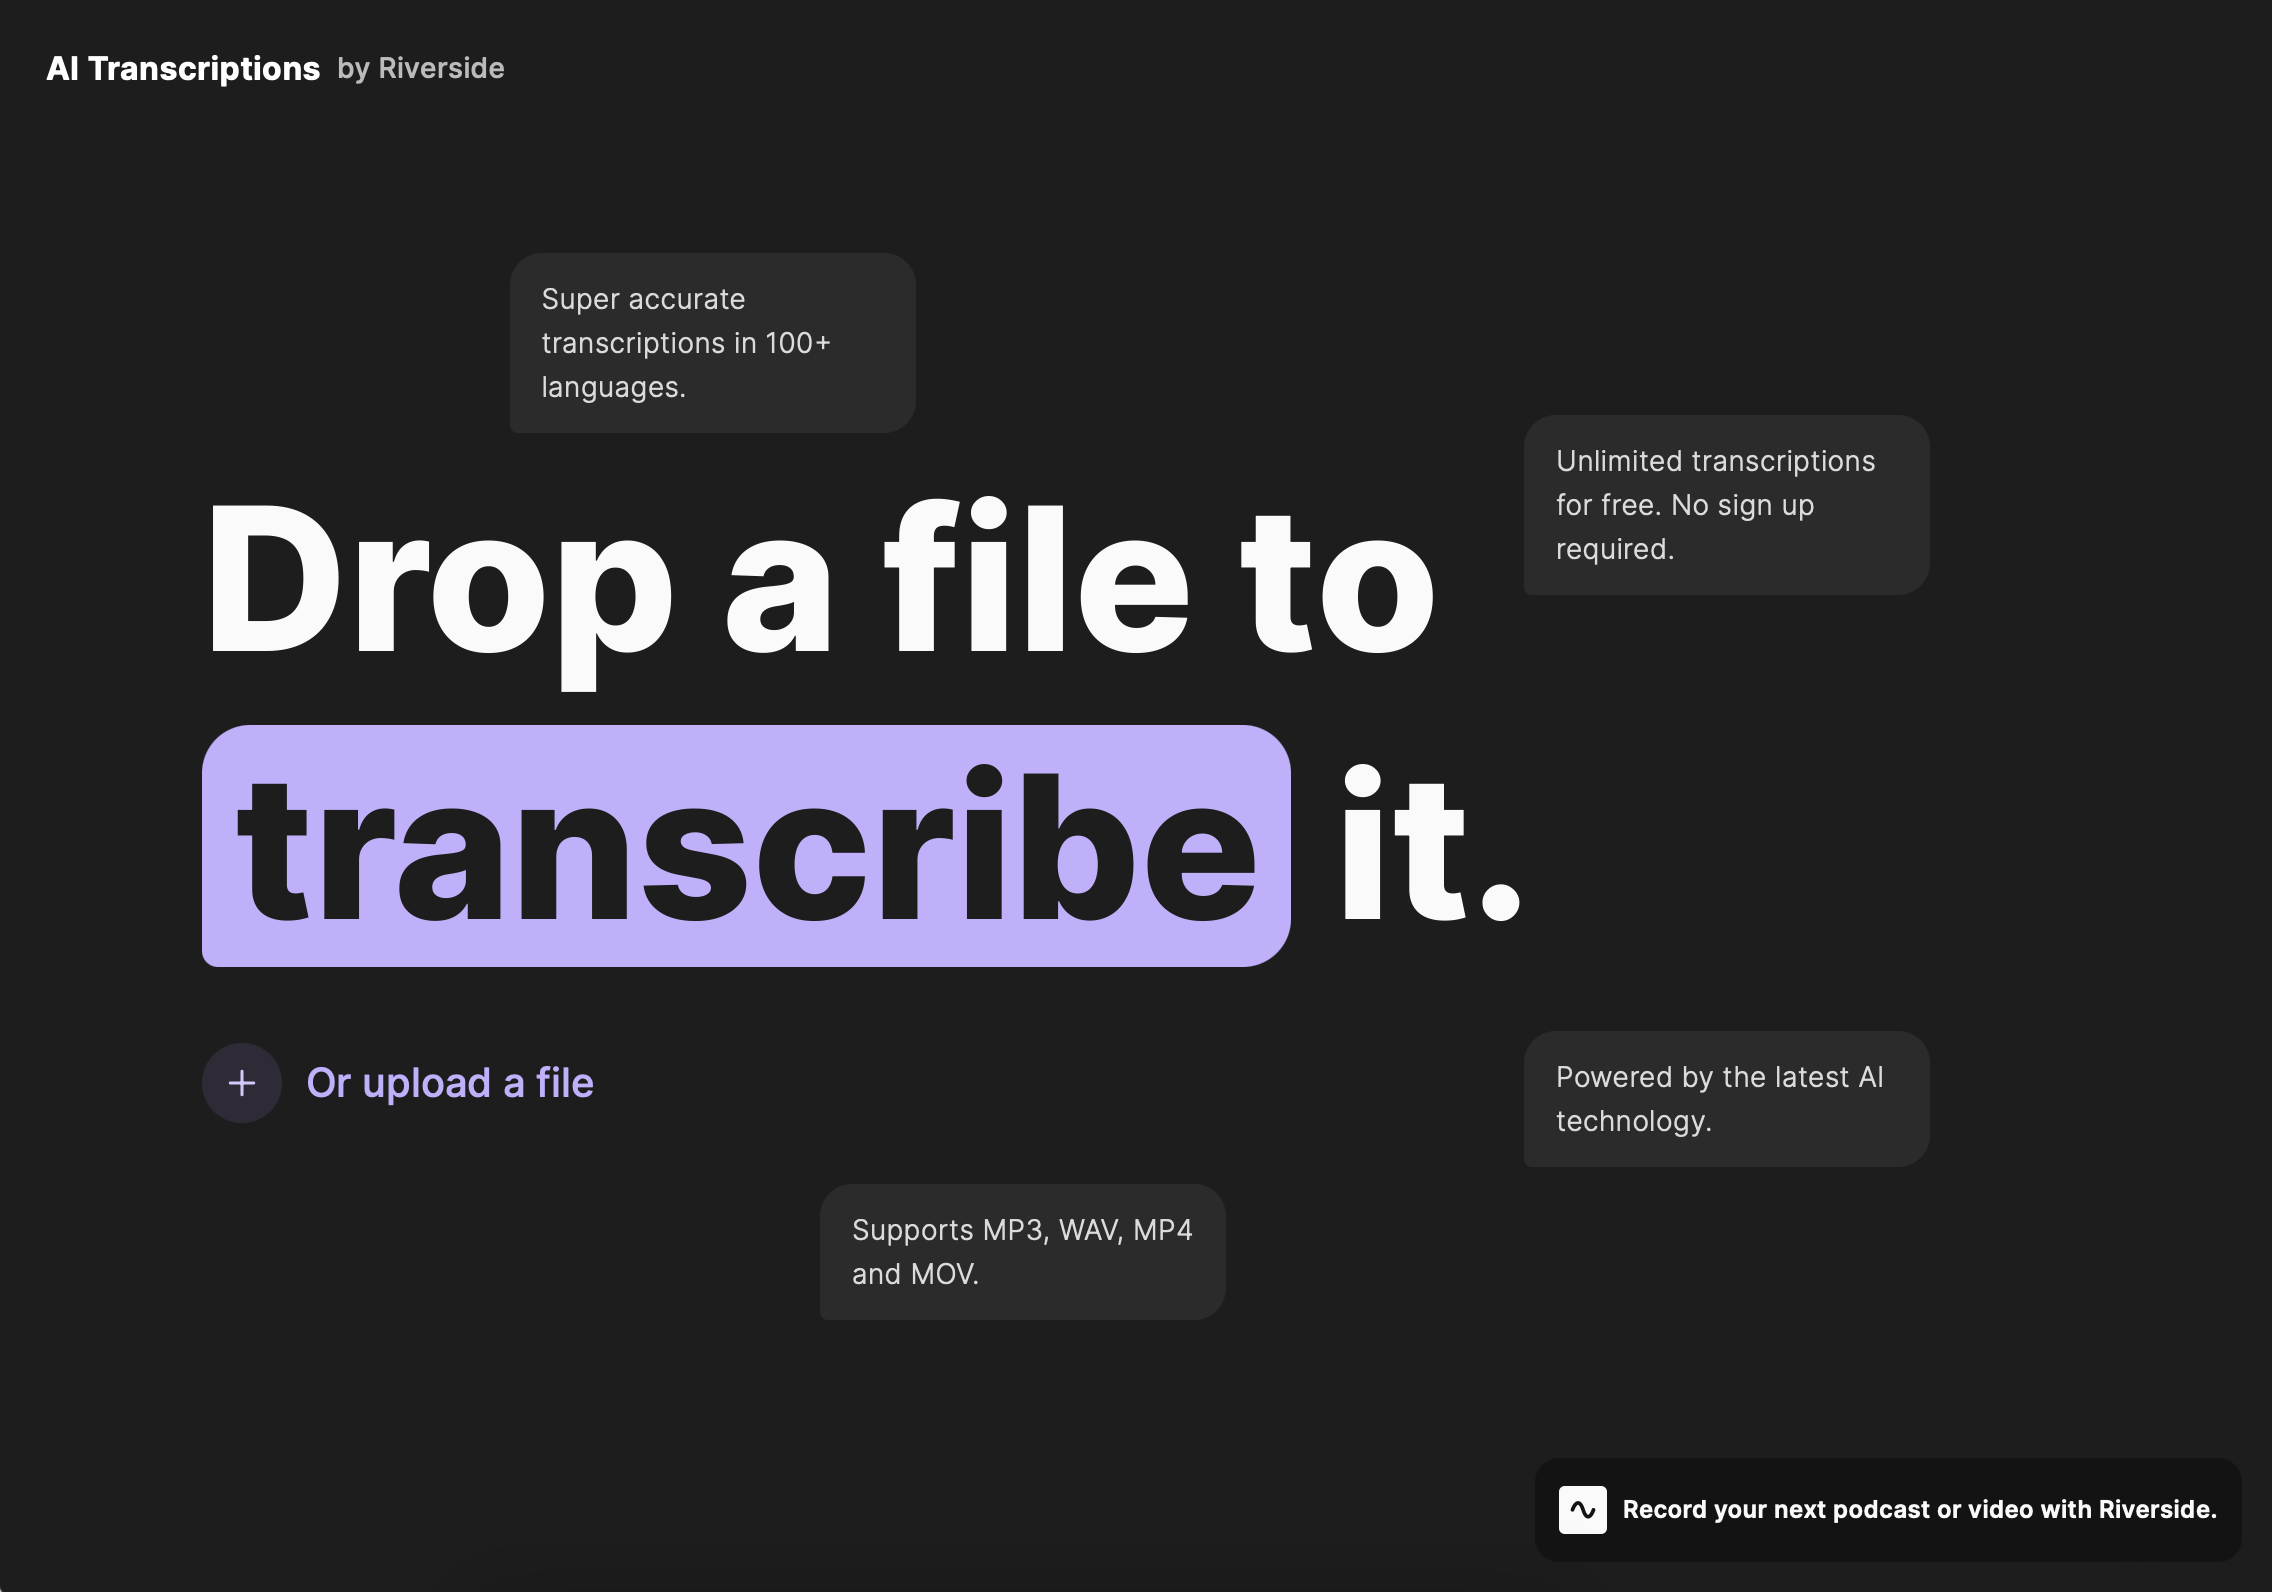 AI Transcriptions by Riverside
Super accurate
transcriptions in 100+
languages.
Unlimited transcriptions
for free. No sign up
required.
Drop a file to
transcribe it.
Or upload a file
Powered by the latest AI
technology.
Supports MP3, WAV, MP4
and MOV.
Record your next podcast or video with Riverside.